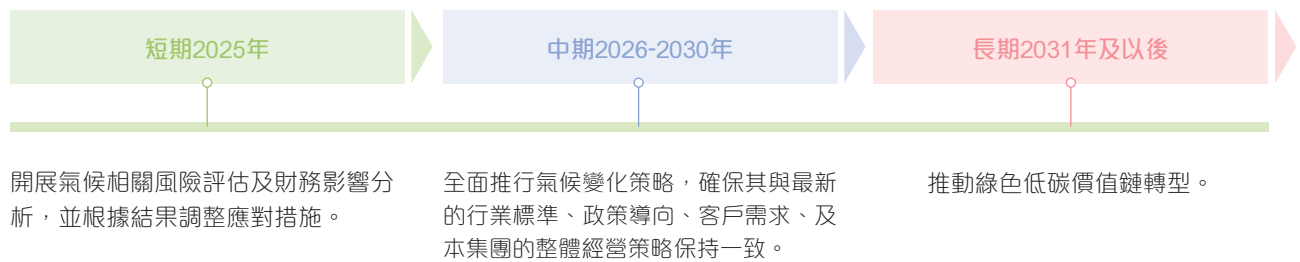 短期2025年
中期2026-2030年
長期2031年及以後
開展氣候相關風險評估及財務影響分
析，並根據結果調整應對措施。
全面推行氣候變化策略，確保其與最新
的行業標準、政策導向、客戶需求、及
本集團的整體經營策略保持一致。
推動綠色低碳價值鏈轉型。